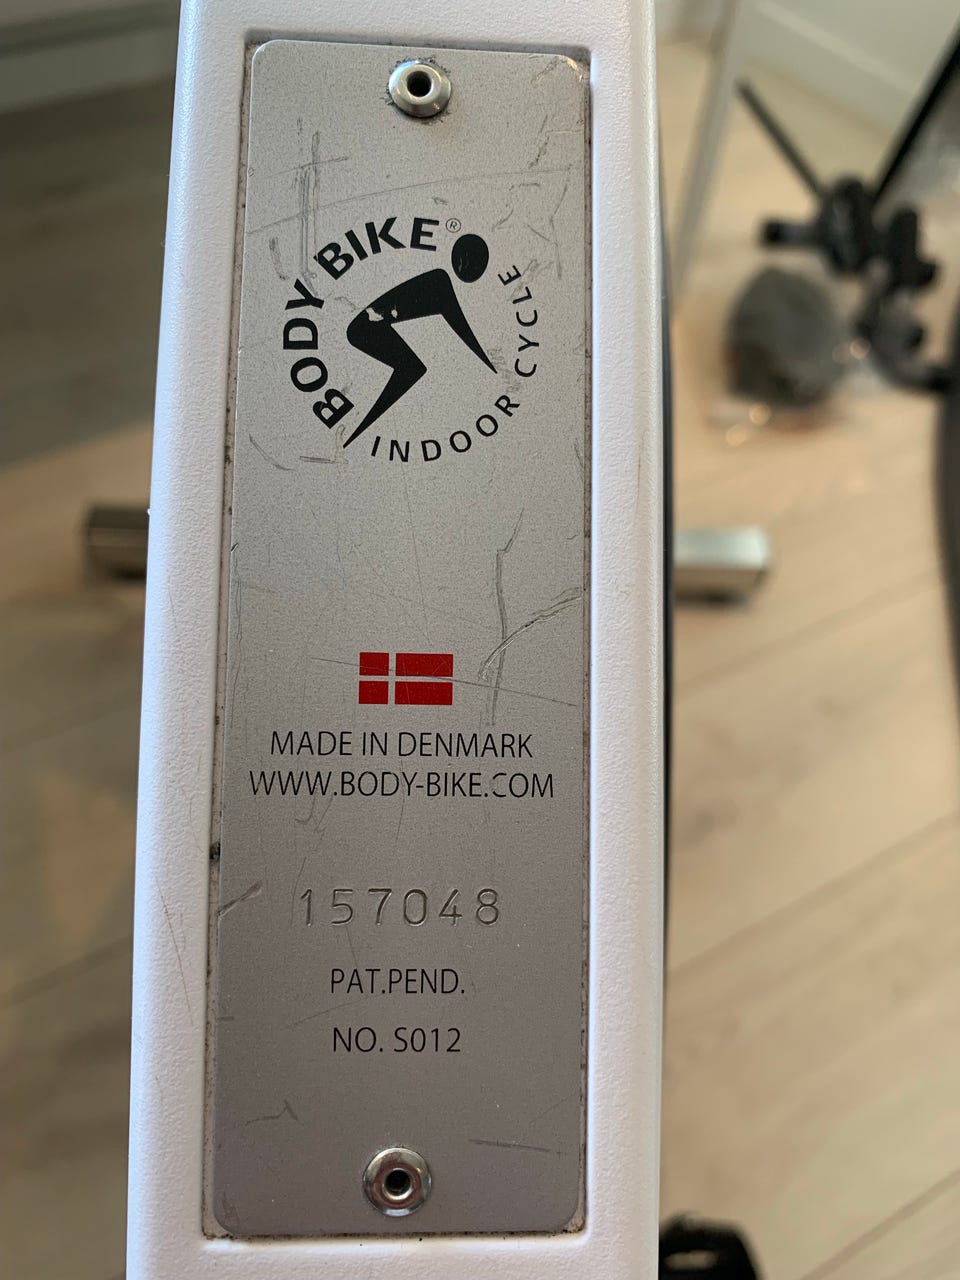 BODY BIKE®
INDOOR CYCLE
MADE IN DENMARK
WWW.BODY-BIKE.COM
157048
PAT.PEND.
NO. S012